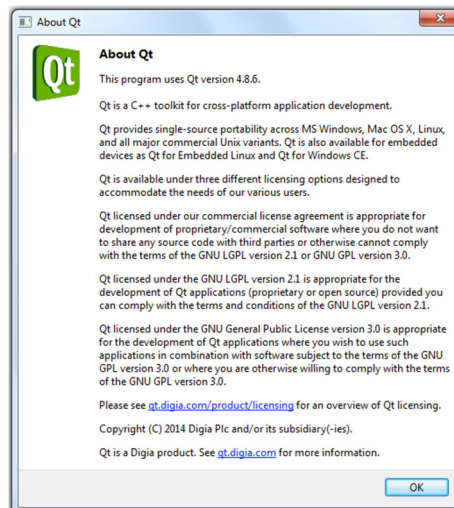 About Qt
Qt
About Qt
This program uses Qt version 4.8.6.
Qt is a C++ toolkit for cross-platform application development.
Qt provides single-source portability across MS Windows, Mac OS X, Linux,
and all major commercial Unix variants. Qt is also available for embedded
devices as Qt for Embedded Linux and Qt for Windows CE.
Qt is available under three different licensing options designed to
accommodate the needs of our various users.
Qt licensed under our commercial license agreement is appropriate for
development of proprietary/commercial software where you do not want
to share any source code with third parties or otherwise cannot comply
with the terms of the GNU LGPL version 2.1 or GNU GPL version 3.0.
Qt licensed under the GNU LGPL version 2.1 is appropriate for the
development of Qt applications (proprietary or open source) provided you
can comply with the terms and conditions of the GNU LGPL version 2.1.
Qt licensed under the GNU General Public License version 3.0 is appropriate
for the development of Qt applications where you wish to use such
applications in combination with software subject to the terms of the GNU
GPL version 3.0 or where you are otherwise willing to comply with the terms
of the GNU GPL version 3.0.
Please see qt.digia.com/product/licensing for an overview of Qt licensing.
Copyright (C) 2014 Digia Plc and/or its subsidiary(-ies).
Qt is a Digia product. See qt.digia.com for more information.
OK